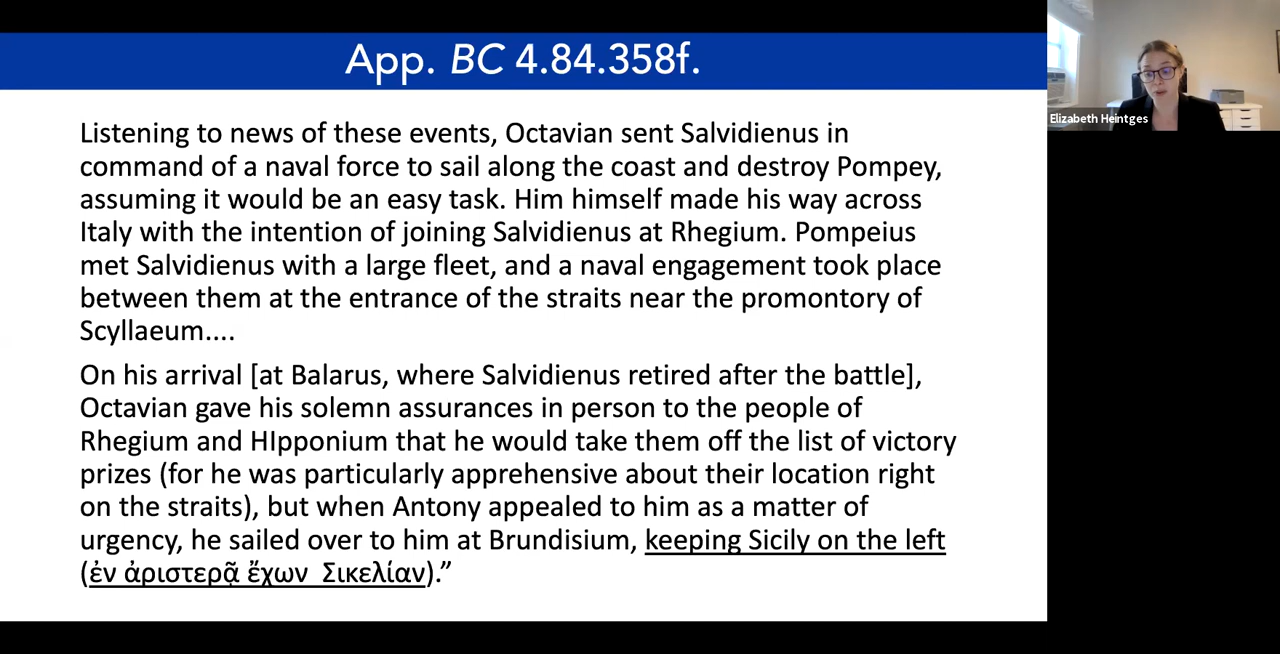 App. BC 4.84.358f.
Elizabeth Heintges
Listening to news of these events, Octavian sent Salvidienus in
command of a naval force to sail along the coast and destroy Pompey,
assuming it would be an easy task. Him himself made his way across
Italy with the intention of joining Salvidienus at Rhegium. Pompeius
met Salvidienus with a large fleet, and a naval engagement took place
between them at the entrance of the straits near the promontory of
Scyllaeum....
On his arrival [at Balarus, where Salvidienus retired after the battle],
Octavian gave his solemn assurances in person to the people of
Rhegium and HIpponium that he would take them off the list of victory
prizes (for he was particularly apprehensive about their location right
on the straits), but when Antony appealed to him as a matter of
urgency, he sailed over to him at Brundisium, keeping Sicily on the left
(ἐν ἀριστερᾷ ἔχων Σικελίαν).”